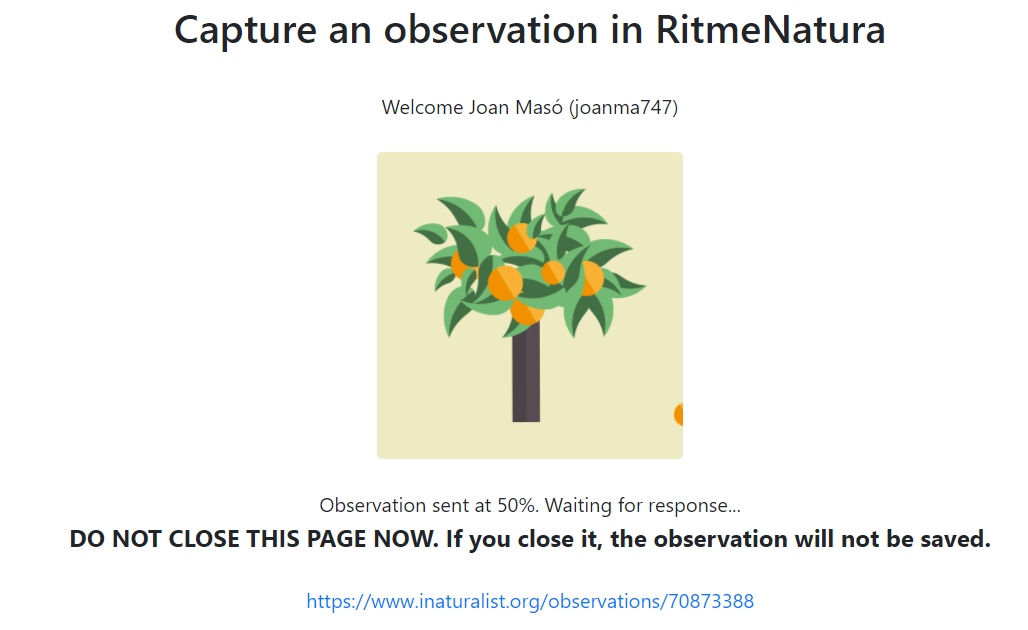 Capture an observation in RitmeNatura
Welcome Joan Masó (joanma747)
Observation sent at 50%. Waiting for response...
DO NOT CLOSE THIS PAGE NOW. If you close it, the observation will not be saved.
https://www.inaturalist.org/observations/70873388